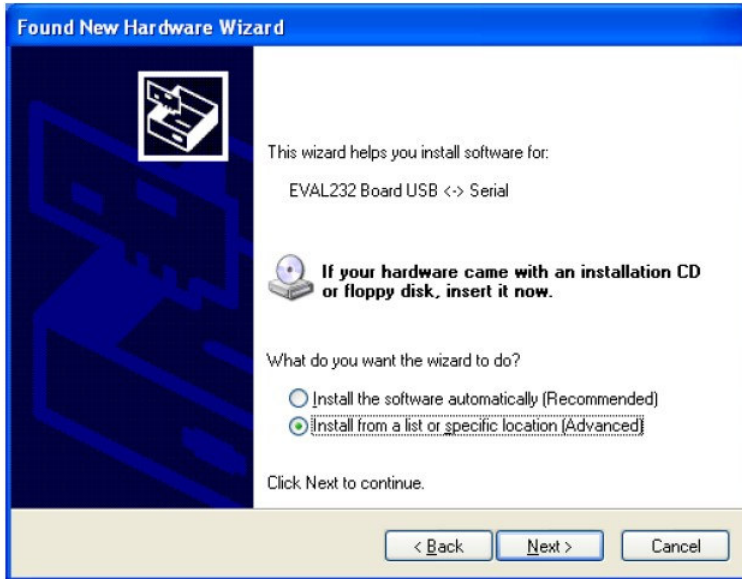 Found New Hardware Wizard
This wizard helps you install software for:
EVAL232 Board USB <-> Serial
If your hardware came with an installation CD
or floppy disk, insert it now.
What do you want the wizard to do?
Install the software automatically (Recommended)
Install from a list or specific location (Advanced)
Click Next to continue.
< Back
Next >
Cancel